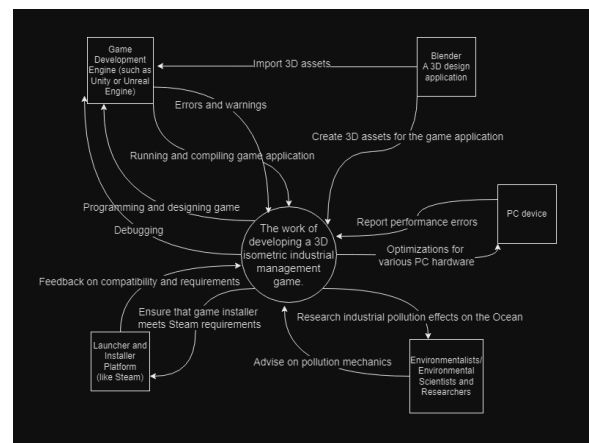 Game
Development
Engine (such as
Unity or Unreal
Engine)
Import 3D assets
Blender
A 3D design
application
Errors and warnings
Create 3D assets for the game application
Running and compiling game application
Programming and designing game
Debugging
The work of
developing a 3D
isometric industrial
management
game.
Report performance errors
PC device
Optimizations for
various PC hardware
Feedback on compatibility and requirements
Ensure that game installer
meets Steam requirements
Research industrial pollution effects on the Ocean
Launcher and
Installer
Platform
(like Steam)
Advise on pollution mechanics
Environmentalists/
Environmental
Scientists and
Researchers